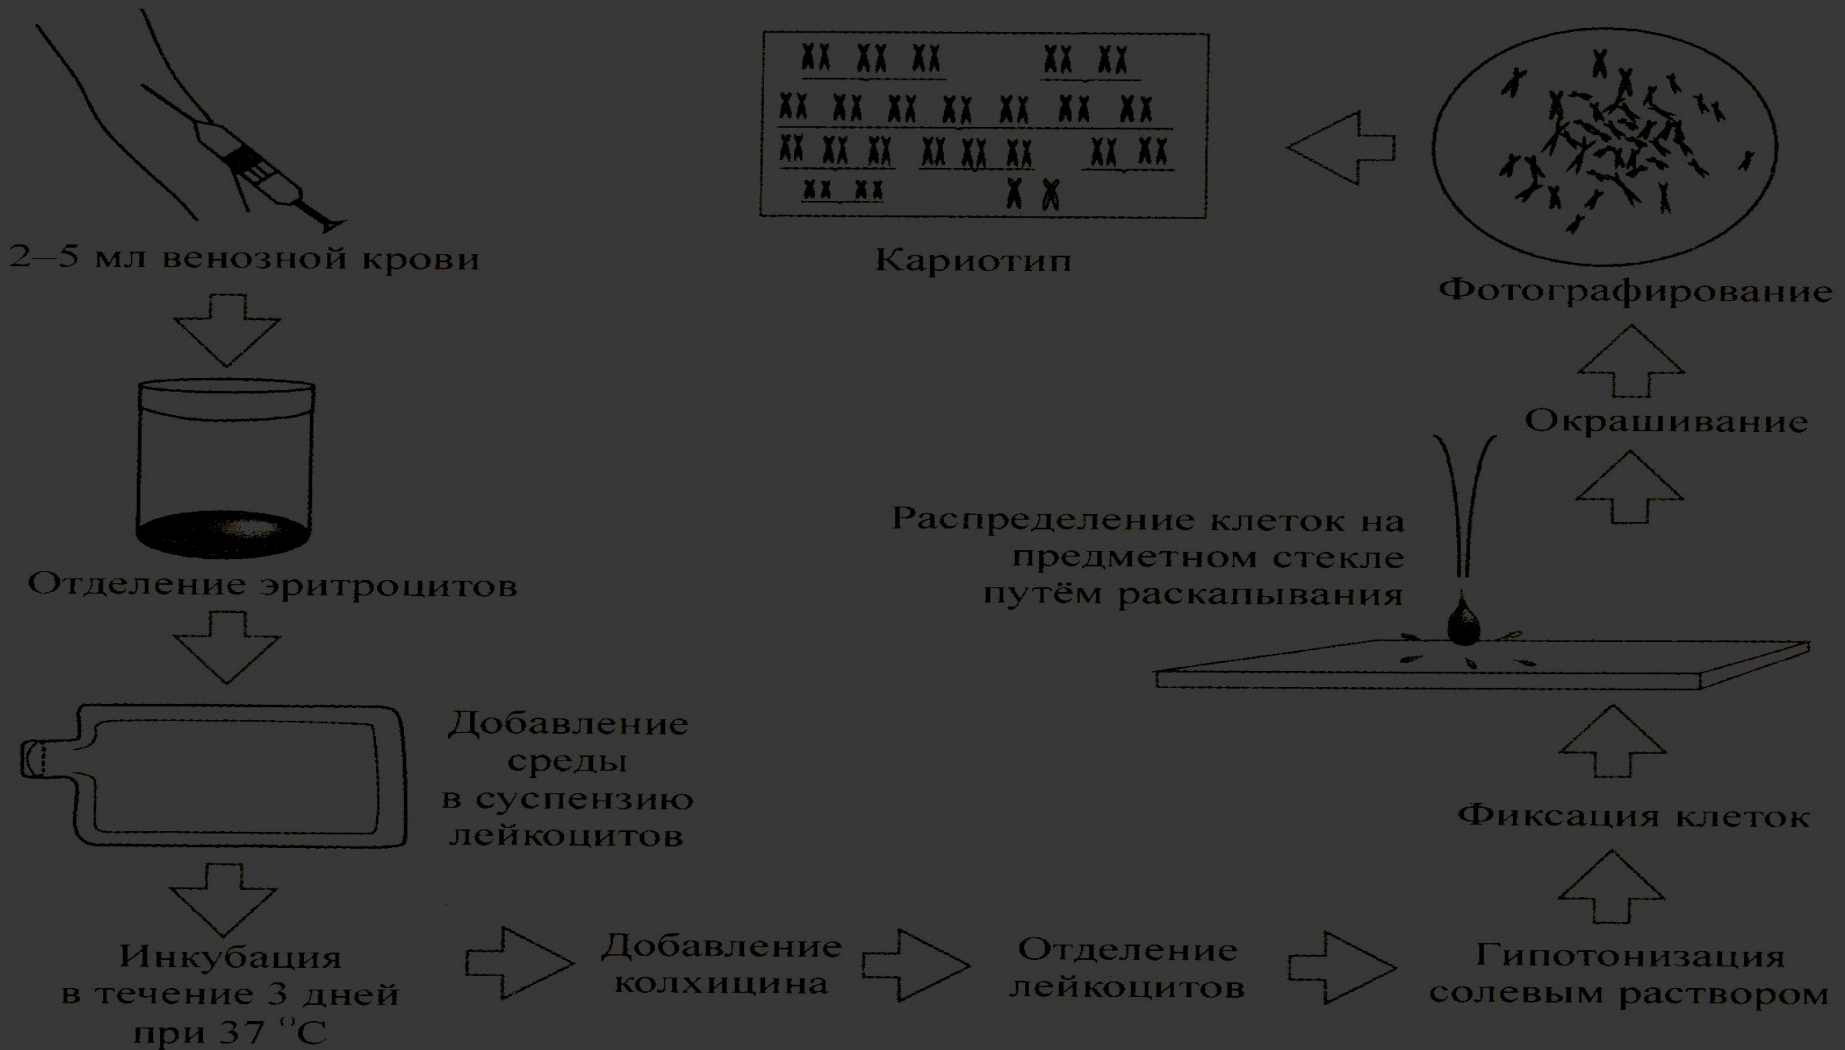 2–5 мл венозной крови
Отделение эритроцитов
Добавление
среды
в суспензию
лейкоцитов
Инкубация
в течение 3 дней
при 37 °C
Добавление
колхицина
Отделение
лейкоцитов
Гипотонизация
солевым раствором
Фиксация клеток
Распределение клеток на
предметном стекле
путём раскапывания
Окрашивание
Фотографирование
Кариотип